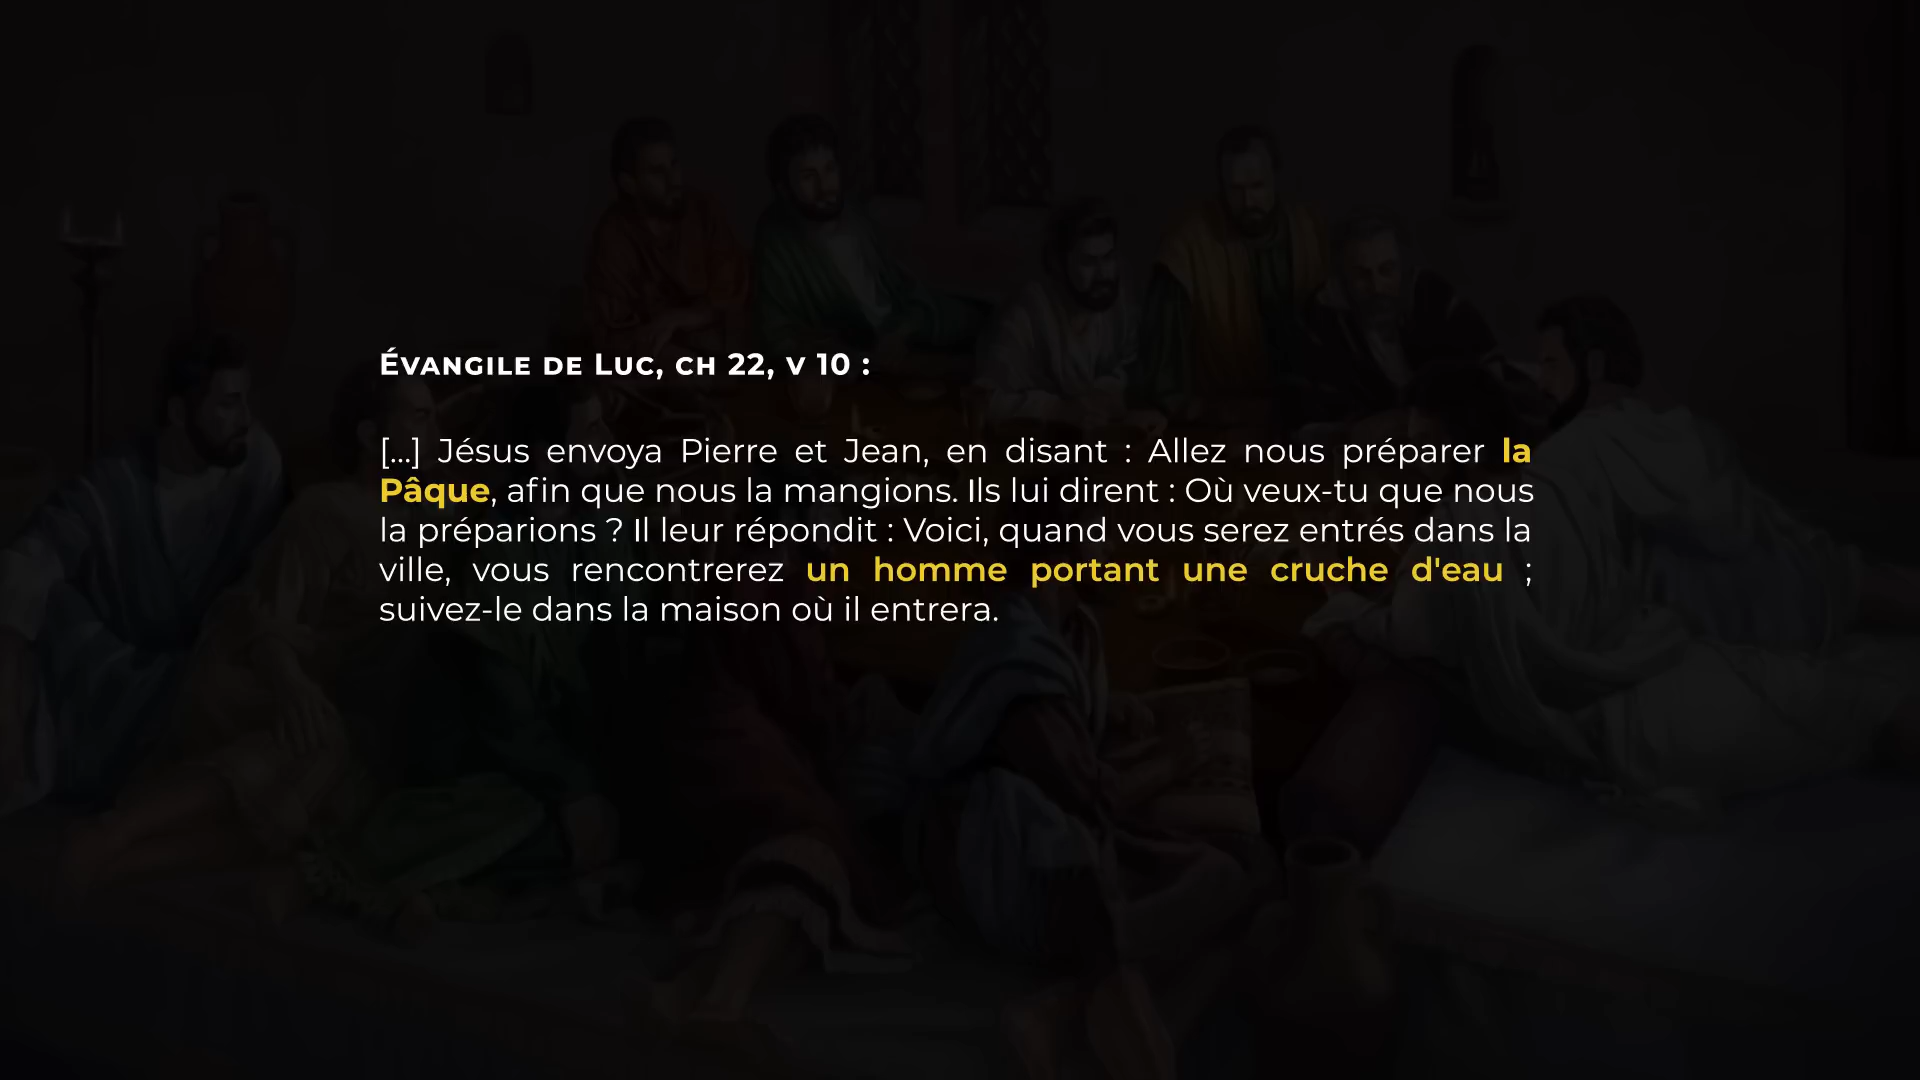 Évangile de Luc, ch 22, v 10 :
[...] Jésus envoya Pierre et Jean, en disant : Allez nous préparer la
Pâque, afin que nous la mangions. Ils lui dirent : Où veux-tu que nous
la préparions ? Il leur répondit : Voici, quand vous serez entrés dans la
ville, vous rencontrerez un homme portant une cruche d'eau ;
suivez-le dans la maison où il entrera.